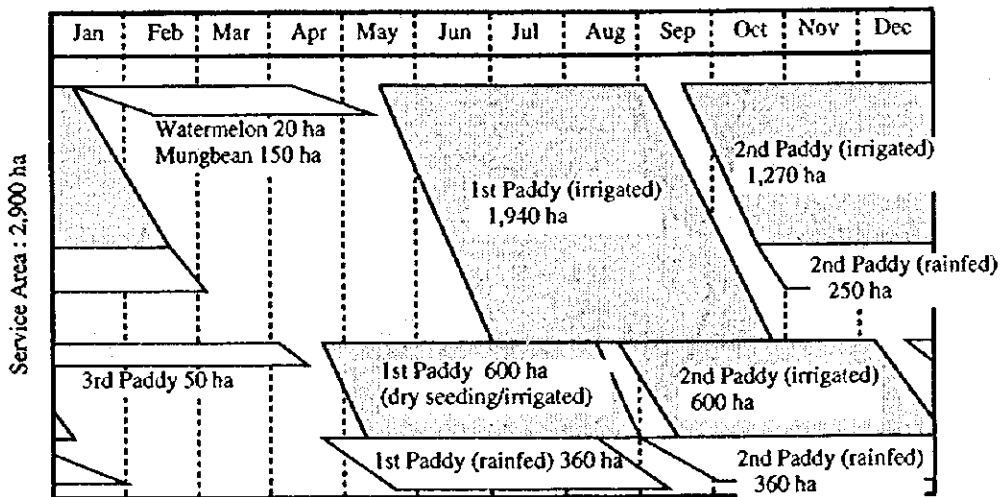 Jan Feb Mar Apr May Jun Jul Aug Sep Oct Nov Dec
Service Area : 2,900 ha
Watermelon 20 ha
Mungbean 150 ha
1st Paddy (irrigated)
1,940 ha
2nd Paddy (irrigated)
1,270 ha
2nd Paddy (rainfed)
250 ha
3rd Paddy 50 ha
1st Paddy 600 ha
(dry seeding/irrigated)
2nd Paddy (irrigated)
600 ha
1st Paddy (rainfed) 360 ha
2nd Paddy (rainfed)
360 ha